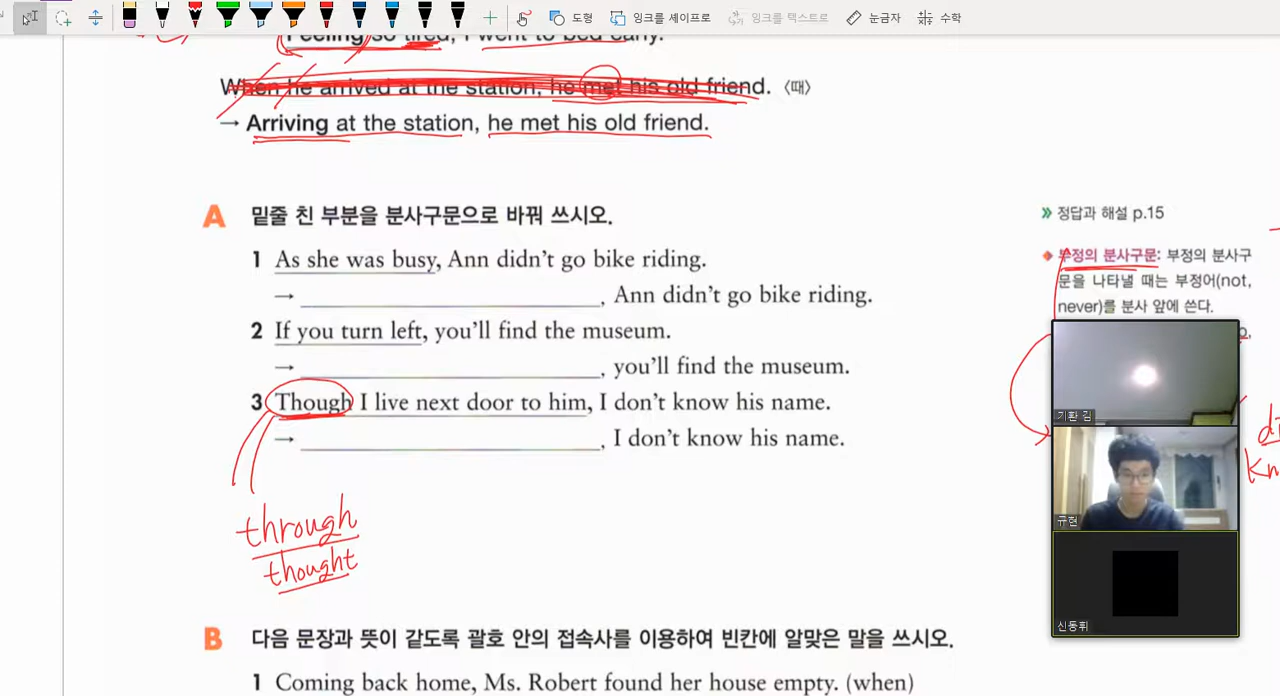 도형 잉크를 셰이프로 잉크를 텍스트로 눈금자 수학
Feeling so tired, I went to bed early.
When he arrived at the station, he met his old friend. 〈때〉
→ Arriving at the station, he met his old friend.
A 밑줄 친 부분을 분사구문으로 바꿔 쓰시오.
1 As she was busy, Ann didn't go bike riding.
→ , Ann didn't go bike riding.
2 If you turn left, you'll find the museum.
→ , you'll find the museum.
3 Though I live next door to him, I don't know his name.
→ , I don't know his name.
through
thought
B 다음 문장과 뜻이 같도록 괄호 안의 접속사를 이용하여 빈칸에 알맞은 말을 쓰시오.
1 Coming back home, Ms. Robert found her house empty. (when)
» 정답과 해설 p.15
부정의 분사구문: 부정의 분사구
문을 나타낼 때는 부정어(not,
never)를 분사 앞에 쓴다.
기환 김
규현
신동휘